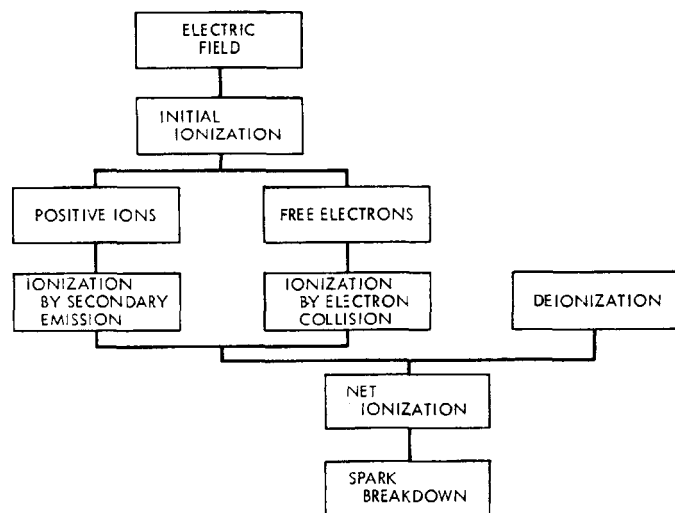 ELECTRIC
FIELD
INITIAL
IONIZATION
POSITIVE IONS
FREE ELECTRONS
IONIZATION
BY SECONDARY
EMISSION
IONIZATION
BY ELECTRON
COLLISION
DEIONIZATION
NET
IONIZATION
SPARK
BREAKDOWN